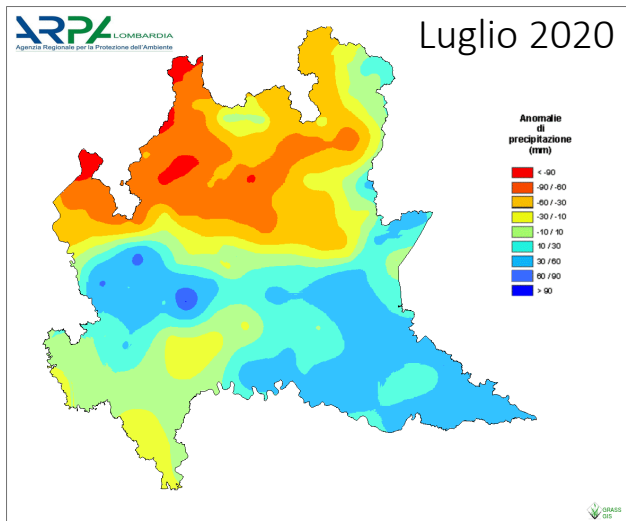 ARPA LOMBARDIA
Agenzia Regionale per la Protezione dell'Ambiente
Luglio 2020
Anomalie
di
precipitazione
(mm)
< -90
-90 / -60
-60 / -30
-30 / -10
-10 / 10
10 / 30
30 / 60
60 / 90
> 90
GRASS
GIS